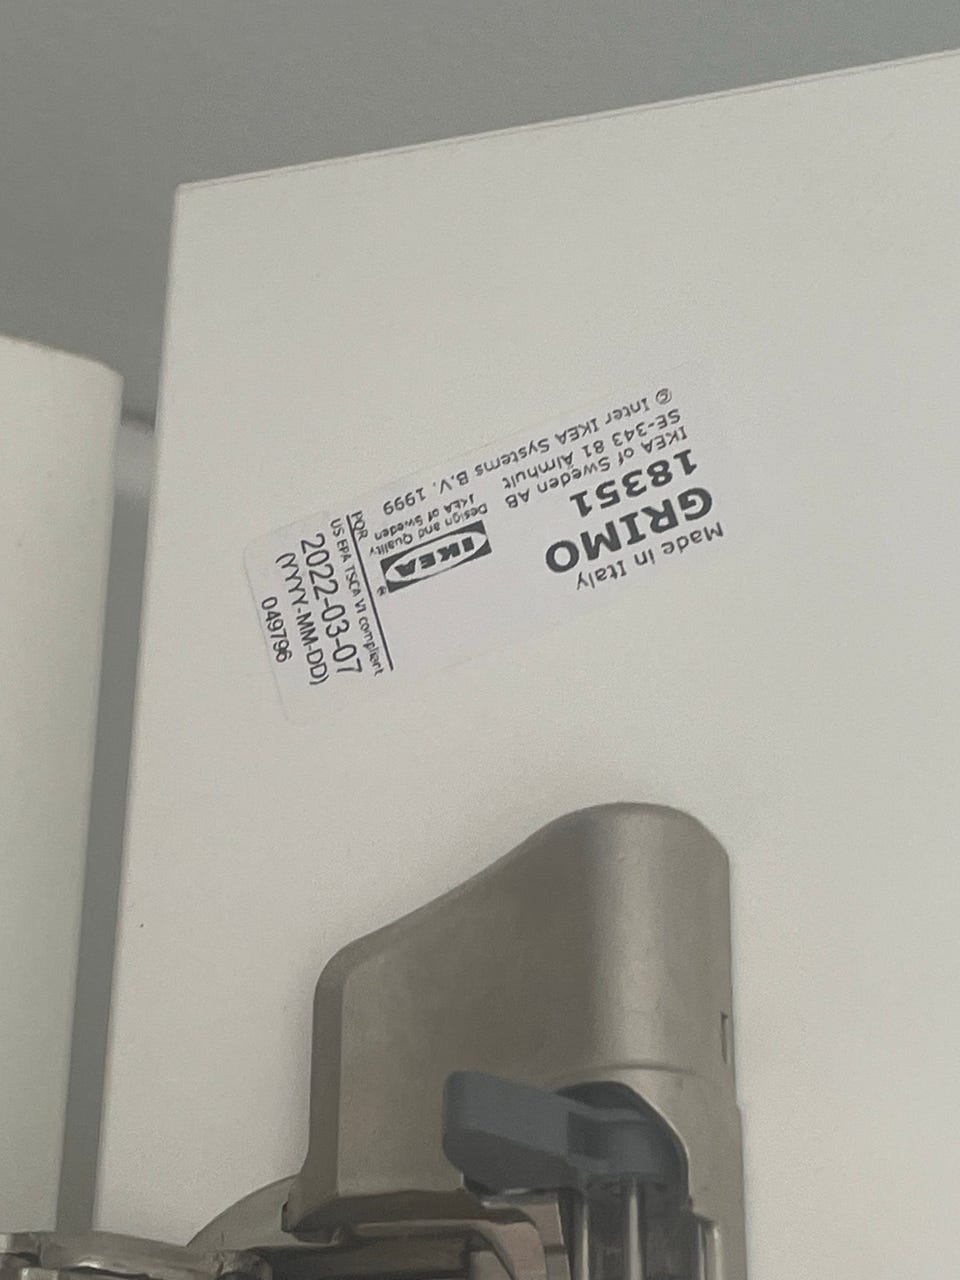 Made in Italy
GRIMO
18351
IKEA of Sweden AB
SE-343 81 Älmhult
© Inter IKEA Systems B.V. 1999
IKEA®
Design and Quality
IKEA of Sweden
PQR
US EPA TSCA VI compliant
2022-03-07
(YYYY-MM-DD)
049796